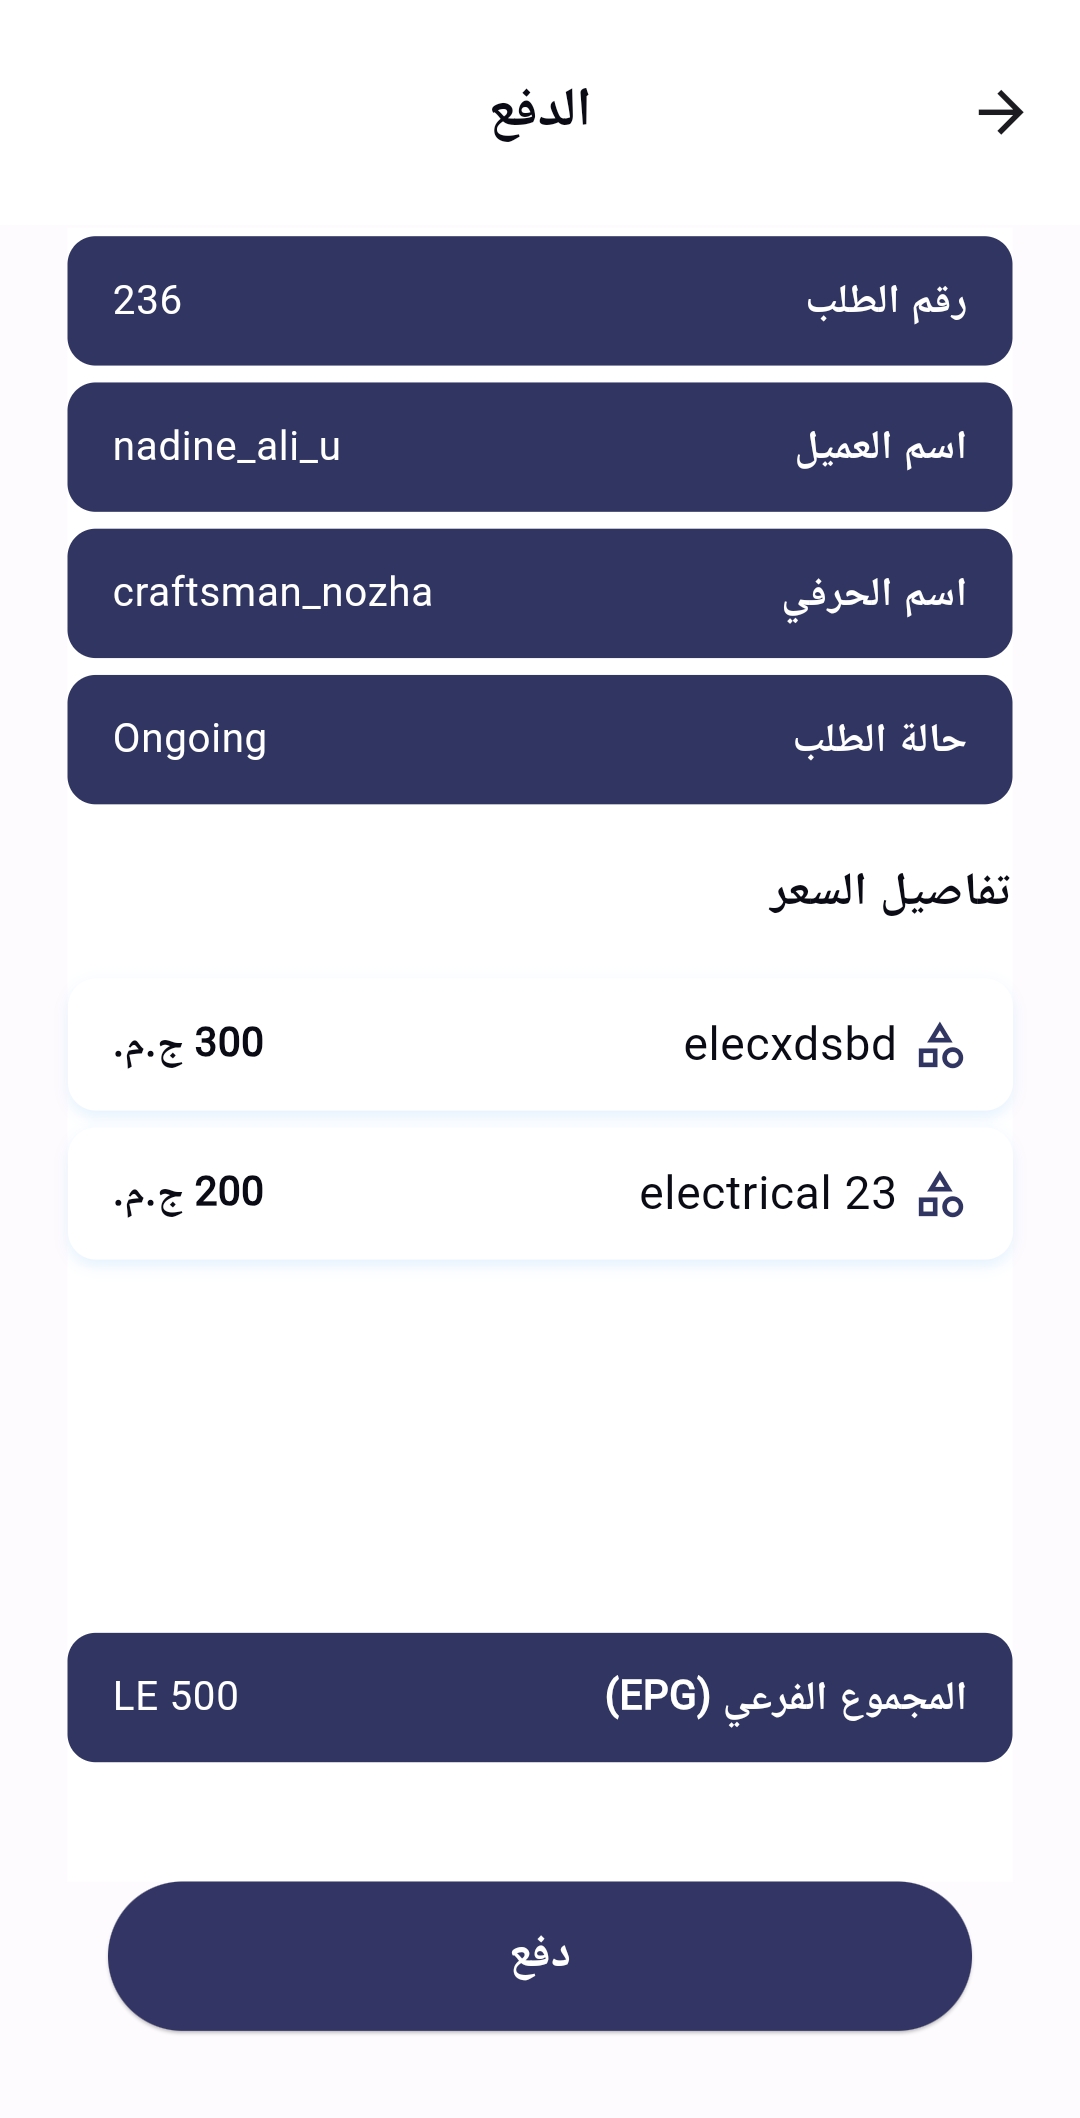 الدفع
رقم الطلب 236
اسم العميل nadine_ali_u
اسم الحرفي craftsman_nozha
حالة الطلب Ongoing
تفاصيل السعر
elecxdsbd 300 ج.م.
electrical 23 200 ج.م.
المجموع الفرعي (EPG) LE 500
دفع